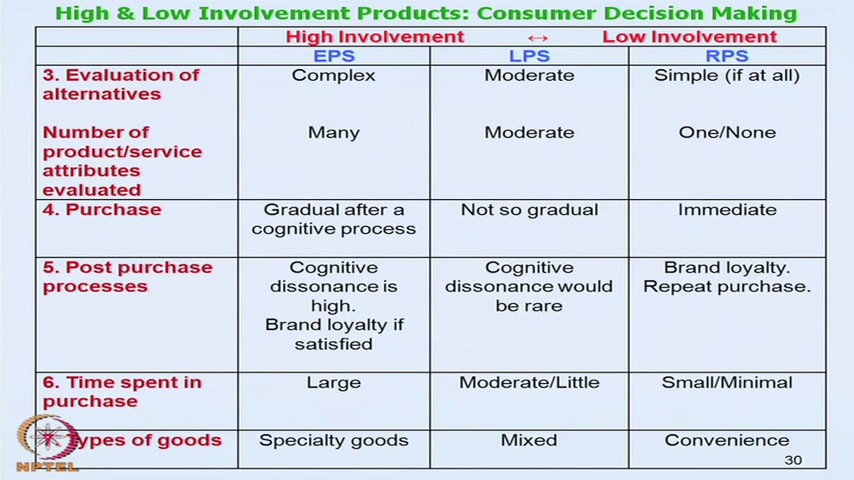 High & Low Involvement Products: Consumer Decision Making
High Involvement ↔ Low Involvement
EPS LPS RPS
3. Evaluation of alternatives Complex Moderate Simple (if at all)
Number of product/service attributes evaluated Many Moderate One/None
4. Purchase Gradual after a cognitive process Not so gradual Immediate
5. Post purchase processes Cognitive dissonance is high. Brand loyalty if satisfied Cognitive dissonance would be rare Brand loyalty. Repeat purchase.
6. Time spent in purchase Large Moderate/Little Small/Minimal
Types of goods Specialty goods Mixed Convenience
30
NPTEL